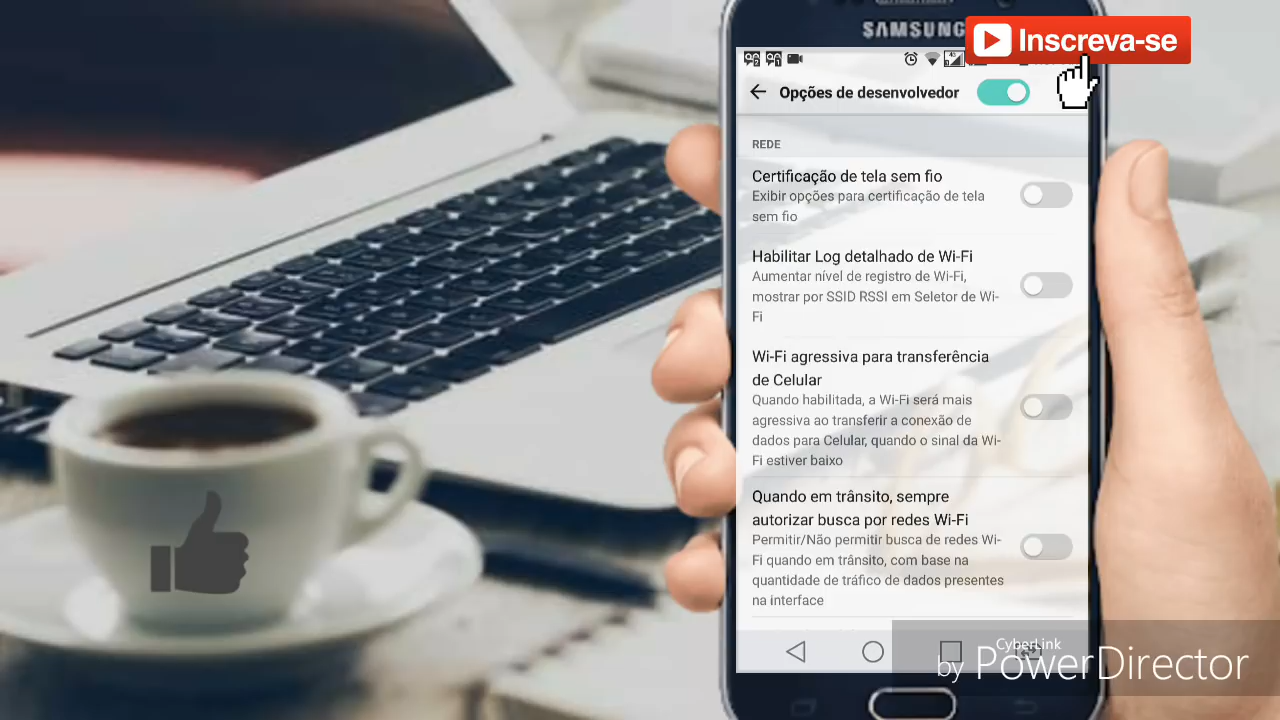 SAMSUNG
Inscreva-se
Opções de desenvolvedor
REDE
Certificação de tela sem fio
Exibir opções para certificação de tela
sem fio
Habilitar Log detalhado de Wi-Fi
Aumentar nível de registro de Wi-Fi,
mostrar por SSID RSSI em Seletor de Wi-
Fi
Wi-Fi agressiva para transferência
de Celular
Quando habilitada, a Wi-Fi será mais
agressiva ao transferir a conexão de
dados para Celular, quando o sinal da Wi-
Fi estiver baixo
Quando em trânsito, sempre
autorizar busca por redes Wi-Fi
Permitir/Não permitir busca de redes Wi-
Fi quando em trânsito, com base na
quantidade de tráfico de dados presentes
na interface
CyberLink
by PowerDirector